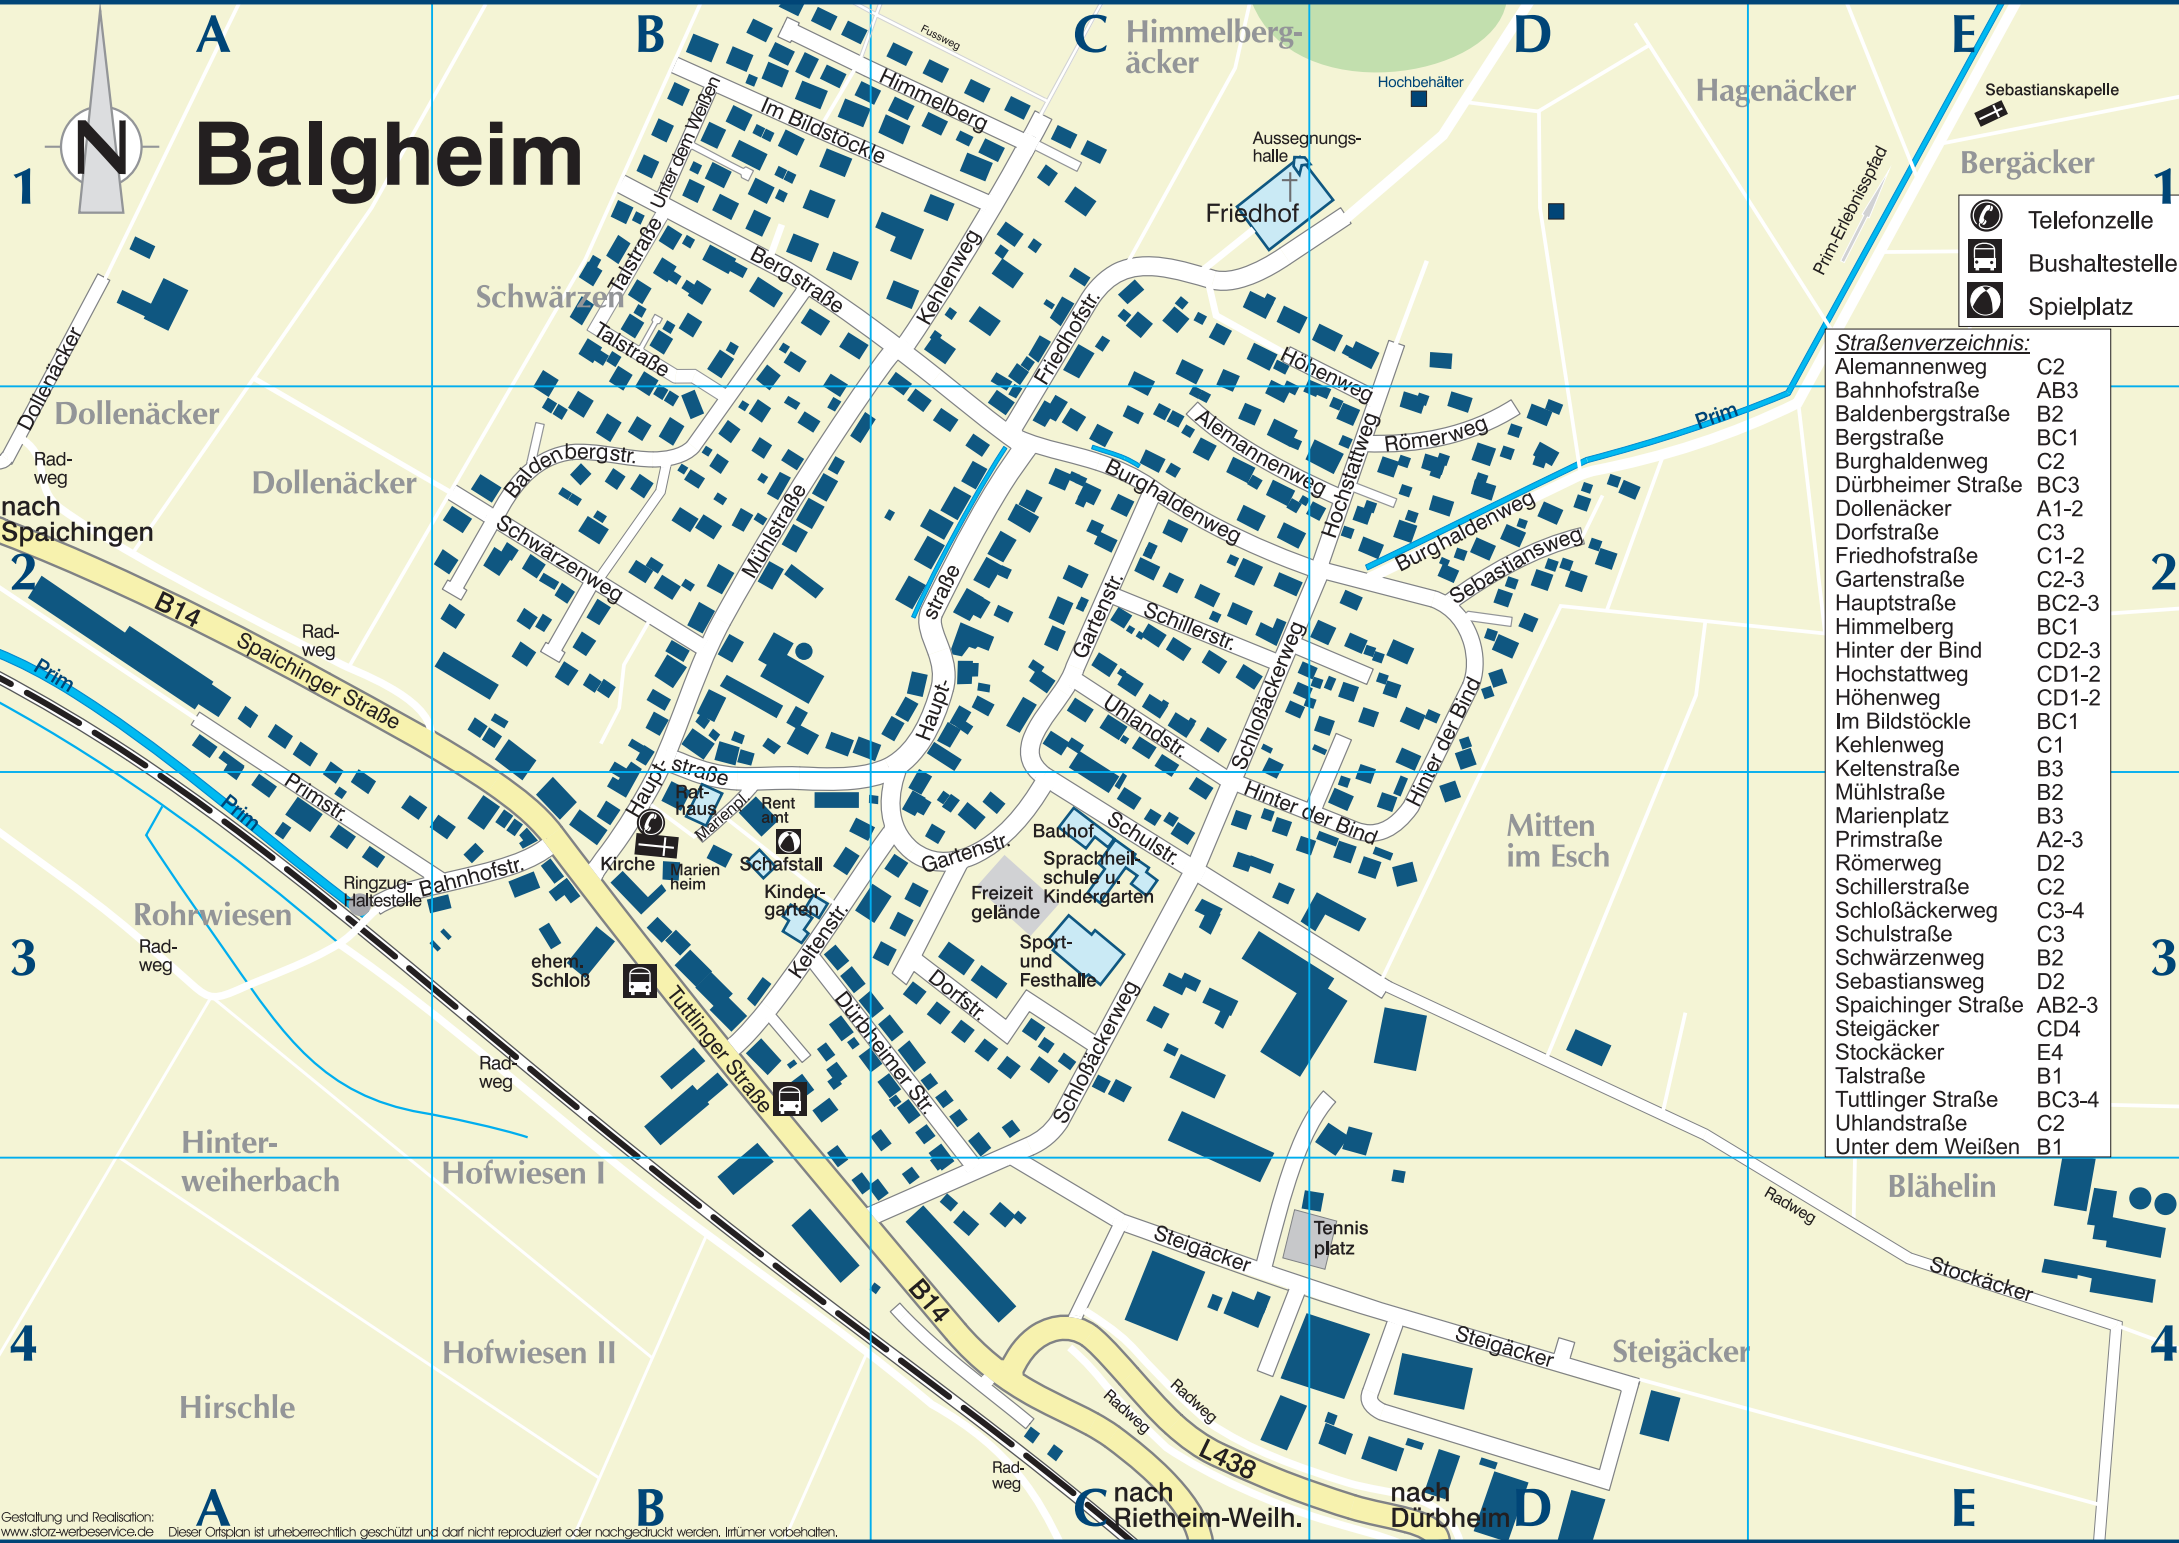 A
B
C
D
E
Balgheim
N
1
1
2
2
3
3
4
4
Fussweg
Himmelberg-
äcker
Hochbehälter
Hagenäcker
Sebastianskapelle
Bergäcker
Aussegnungs-
halle
Friedhof
Prim-Erlebnisspfad
Himmelberg
Im Bildstöckle
Unter dem Weißen
Talstraße
Bergstraße
Kehlenweg
Schwärzen
Talstraße
Friedhofstr.
Höhenweg
Telefonzelle
Bushaltestelle
Spielplatz
Straßenverzeichnis:
Alemannenweg C2
Bahnhofstraße AB3
Baldenbergstraße B2
Bergstraße BC1
Burghaldenweg C2
Dürbheimer Straße BC3
Dollenäcker A1-2
Dorfstraße C3
Friedhofstraße C1-2
Gartenstraße C2-3
Hauptstraße BC2-3
Himmelberg BC1
Hinter der Bind CD2-3
Hochstattweg CD1-2
Höhenweg CD1-2
Im Bildstöckle BC1
Kehlenweg C1
Keltenstraße B3
Mühlstraße B2
Marienplatz B3
Primstraße A2-3
Römerweg D2
Schillerstraße C2
Schloßäckerweg C3-4
Schulstraße C3
Schwärzenweg B2
Sebastiansweg D2
Spaichinger Straße AB2-3
Steigäcker CD4
Stockäcker E4
Talstraße B1
Tuttlinger Straße BC3-4
Uhlandstraße C2
Unter dem Weißen B1
Dollenäcker
Dollenäcker
Dollenäcker
Rad-
weg
nach
Spaichingen
B14
Spaichinger Straße
Rad-
weg
Prim
Baldenbergstr.
Schwärzenweg
Mühlstraße
straße
Haupt-
Alemannenweg
Römerweg
Hochstattweg
Burghaldenweg
Burghaldenweg
Prim
Sebastiansweg
Gartenstr.
Schillerstr.
Uhlandstr.
Schloßäckerweg
Hinter der Bind
Hinter der Bind
Haupt-
straße
Rat-
haus
Marienpl.
Rent
amt
Kirche
Marien
heim
Schafstall
Kinder-
garten
Keltenstr.
Primstr.
Prim
Bahnhofstr.
Ringzug-
Haltestelle
Rohrwiesen
Rad-
weg
ehem.
Schloß
Tuttlinger Straße
Dürbheimer Str.
Gartenstr.
Freizeit
gelände
Bauhof
Schulstr.
Sprachheil-
schule u.
Kindergarten
Sport-
und
Festhalle
Dorfstr.
Schloßäckerweg
Mitten
im Esch
Rad-
weg
Hinter-
weiherbach
Hofwiesen I
Hofwiesen II
Hirschle
B14
Steigäcker
Tennis
platz
Steigäcker
Steigäcker
Radweg
Stockäcker
Blähelin
Radweg
Radweg
L438
Rad-
weg
nach
Rietheim-Weilh.
nach
Dürbheim
A
B
C
D
E
Gestaltung und Realisation:
www.storz-werbeservice.de Dieser Ortsplan ist urheberrechtlich geschützt und darf nicht reproduziert oder nachgedruckt werden. Irrtümer vorbehalten.